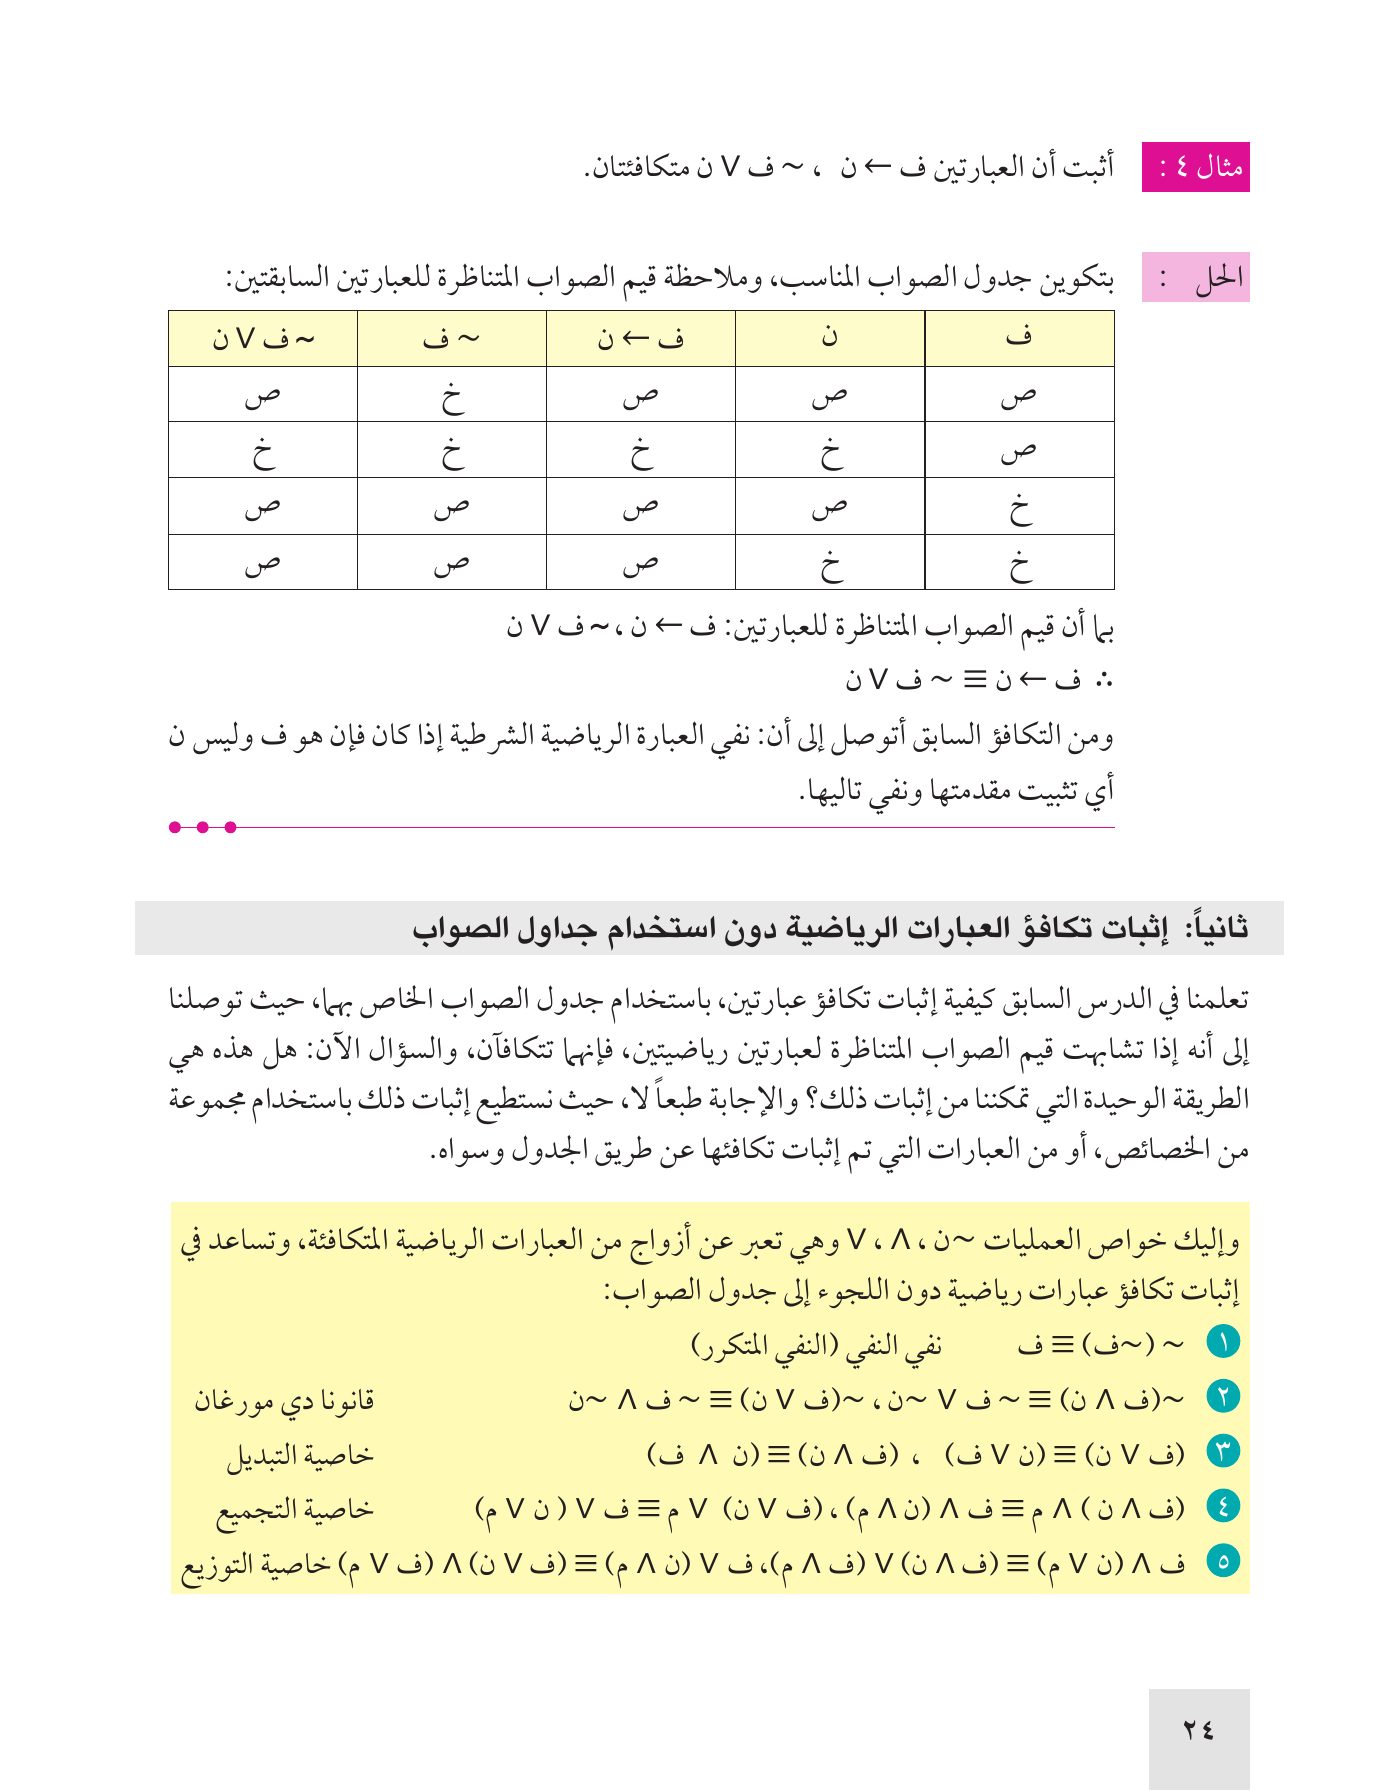 مثال ٤ : أثبت أن العبارتين ف ← ن ، ~ ف ∨ ن متكافئتان.
الحل : بتكوين جدول الصواب المناسب، وملاحظة قيم الصواب المتناظرة للعبارتين السابقتين:
ف ن ف ← ن ~ ف ~ ف ∨ ن
ص ص ص خ ص
ص خ خ خ خ
خ ص ص ص ص
خ خ ص ص ص
بما أن قيم الصواب المتناظرة للعبارتين: ف ← ن ،~ ف ∨ ن
∴ ف ← ن ≡ ~ ف ∨ ن
ومن التكافؤ السابق أتوصل إلى أن: نفي العبارة الرياضية الشرطية إذا كان فإن هو ف وليس ن
أي تثبيت مقدمتها ونفي تاليها.
ثانياً: إثبات تكافؤ العبارات الرياضية دون استخدام جداول الصواب
تعلمنا في الدرس السابق كيفية إثبات تكافؤ عبارتين، باستخدام جدول الصواب الخاص بهما، حيث توصلنا
إلى أنه إذا تشابهت قيم الصواب المتناظرة لعبارتين رياضيتين، فإنهما تتكافآن، والسؤال الآن: هل هذه هي
الطريقة الوحيدة التي تمكننا من إثبات ذلك؟ والإجابة طبعاً لا، حيث نستطيع إثبات ذلك باستخدام مجموعة
من الخصائص، أو من العبارات التي تم إثبات تكافئها عن طريق الجدول وسواه.
وإليك خواص العمليات ~ن ، ∧ ، ∨ وهي تعبر عن أزواج من العبارات الرياضية المتكافئة، وتساعد في
إثبات تكافؤ عبارات رياضية دون اللجوء إلى جدول الصواب:
١ ~ (~ف) ≡ ف نفي النفي (النفي المتكرر)
٢ ~(ف ∧ ن) ≡ ~ ف ∨ ~ن ، ~(ف ∨ ن) ≡ ~ ف ∧ ~ن قانونا دي مورغان
٣ (ف ∨ ن) ≡ (ن ∨ ف) ، (ف ∧ ن) ≡ (ن ∧ ف) خاصية التبديل
٤ (ف ∧ ن ) ∧ م ≡ ف ∧ (ن ∧ م) ، (ف ∨ ن) ∨ م ≡ ف ∨ ( ن ∨ م) خاصية التجميع
٥ ف ∧ (ن ∨ م) ≡ (ف ∧ ن) ∨ (ف ∧ م)، ف ∨ (ن ∧ م) ≡ (ف ∨ ن) ∧ (ف ∨ م) خاصية التوزيع
٢٤